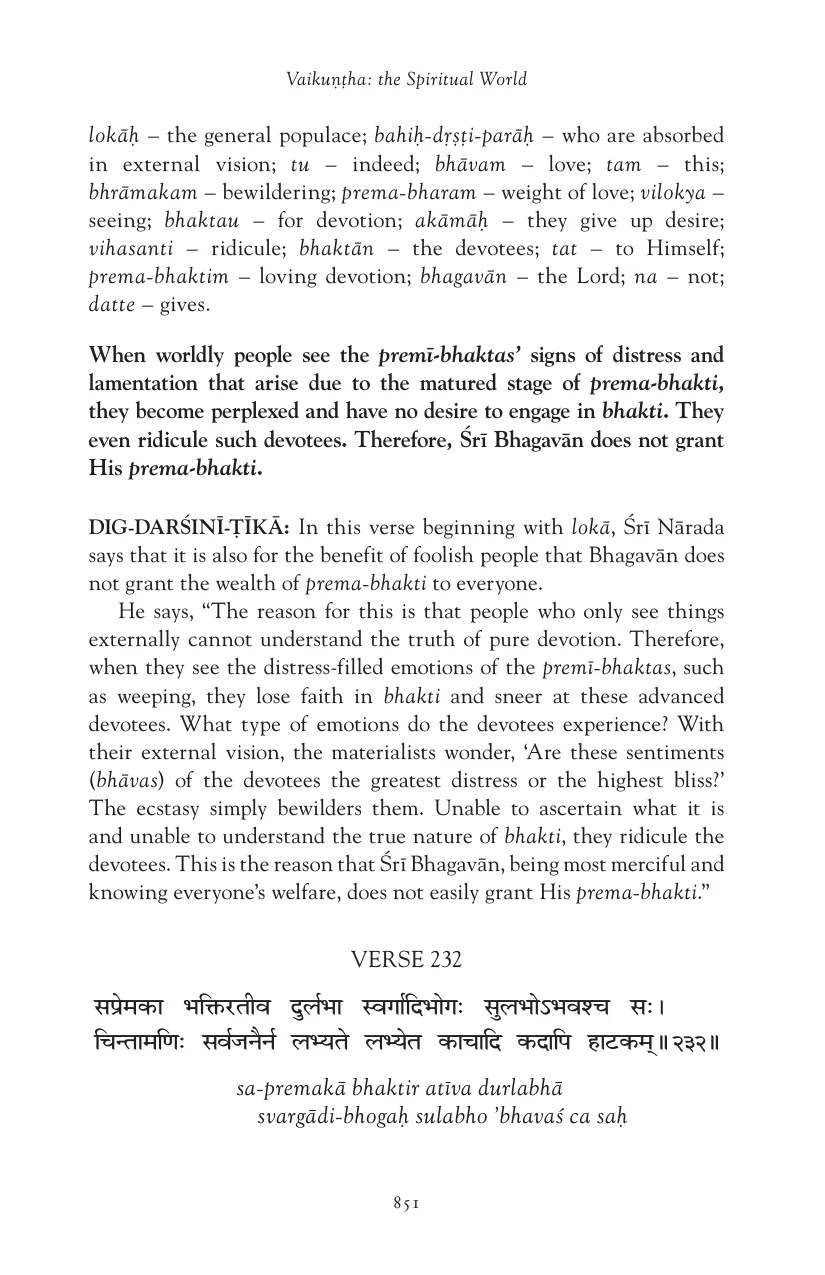 Vaikuṇṭha: the Spiritual World
lokāḥ – the general populace; bahiḥ-dṛṣṭi-parāḥ – who are absorbed
in external vision; tu – indeed; bhāvam – love; tam – this;
bhrāmakam – bewildering; prema-bharam – weight of love; vilokya –
seeing; bhaktau – for devotion; akāmāḥ – they give up desire;
vihasanti – ridicule; bhaktān – the devotees; tat – to Himself;
prema-bhaktim – loving devotion; bhagavān – the Lord; na – not;
datte – gives.
When worldly people see the premī-bhaktas’ signs of distress and
lamentation that arise due to the matured stage of prema-bhakti,
they become perplexed and have no desire to engage in bhakti. They
even ridicule such devotees. Therefore, Śrī Bhagavān does not grant
His prema-bhakti.
DIG-DARŚINĪ-ṬĪKĀ: In this verse beginning with lokā, Śrī Nārada
says that it is also for the benefit of foolish people that Bhagavān does
not grant the wealth of prema-bhakti to everyone.
He says, “The reason for this is that people who only see things
externally cannot understand the truth of pure devotion. Therefore,
when they see the distress-filled emotions of the premī-bhaktas, such
as weeping, they lose faith in bhakti and sneer at these advanced
devotees. What type of emotions do the devotees experience? With
their external vision, the materialists wonder, ‘Are these sentiments
(bhāvas) of the devotees the greatest distress or the highest bliss?’
The ecstasy simply bewilders them. Unable to ascertain what it is
and unable to understand the true nature of bhakti, they ridicule the
devotees. This is the reason that Śrī Bhagavān, being most merciful and
knowing everyone’s welfare, does not easily grant His prema-bhakti.”
VERSE 232
सप्रेमका भक्तिरतीव दुर्लभा स्वर्गादिभोगः सुलभोऽभवश्च सः।
चिन्तामणिः सर्वजनैर्न लभ्यते लभ्येत काचादि कदापि हाटकम्॥२३२॥
sa-premakā bhaktir atīva durlabhā
svargādi-bhogaḥ sulabho ’bhavaś ca saḥ
851